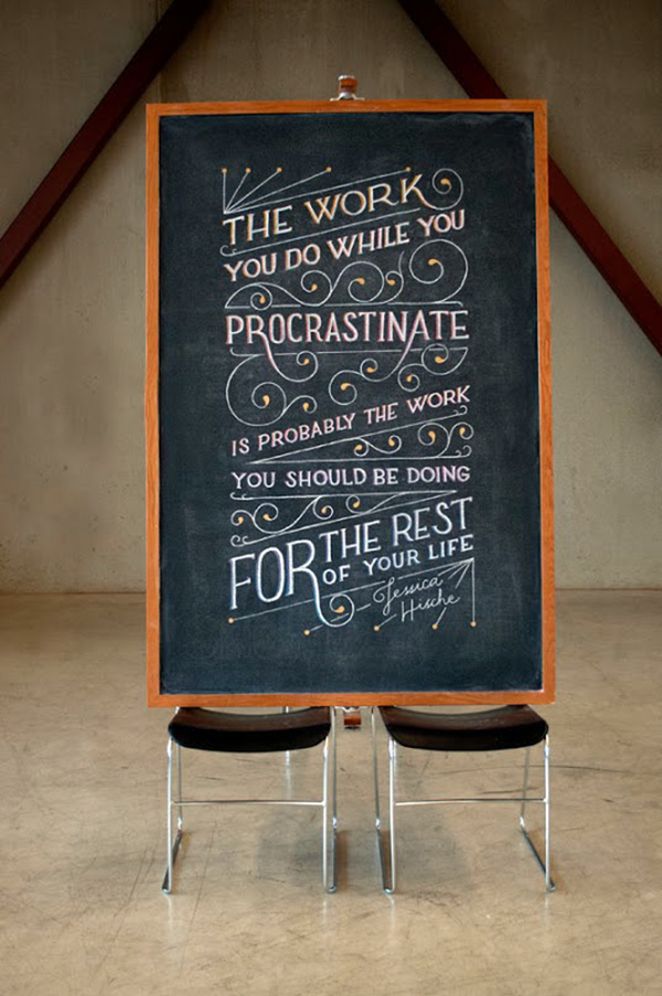 THE WORK
YOU DO WHILE YOU
PROCRASTINATE
IS PROBABLY THE WORK
YOU SHOULD BE DOING
FOR THE REST
OF YOUR LIFE
Jessica
Hische